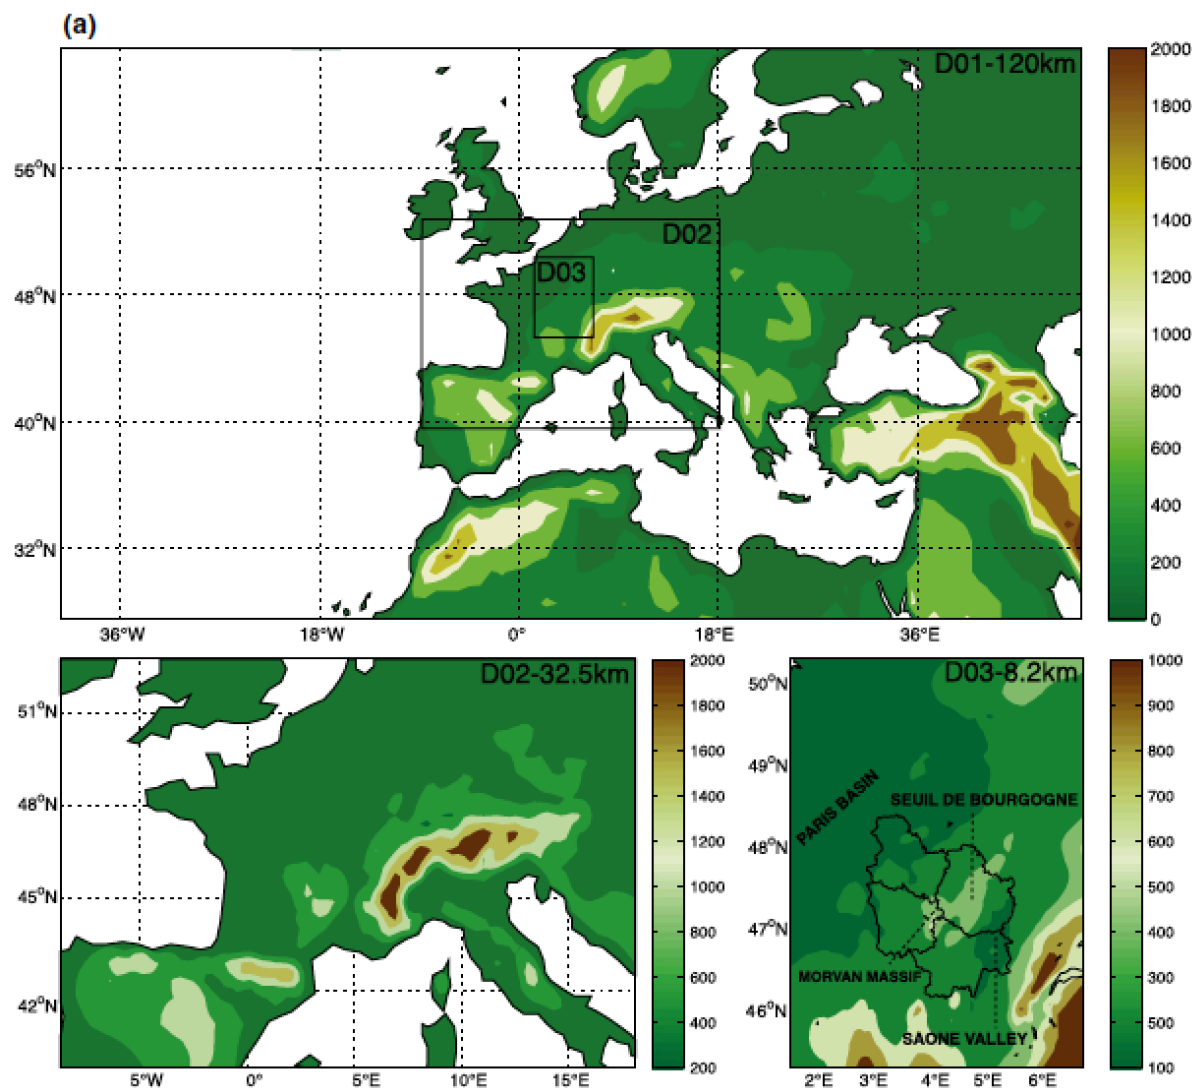 (a)
D01-120km
D02
D03
56°N
48°N
40°N
32°N
36°W
18°W
0°
18°E
36°E
2000
1800
1600
1400
1200
1000
800
600
400
200
0
D02-32.5km
51°N
48°N
45°N
42°N
5°W
0°
5°E
10°E
15°E
2000
1800
1600
1400
1200
1000
800
600
400
200
D03-8.2km
50°N
49°N
48°N
47°N
46°N
PARIS BASIN
SEUIL DE BOURGOGNE
MORVAN MASSIF
SAONE VALLEY
2°E
3°E
4°E
5°E
6°E
1000
900
800
700
600
500
400
300
500
100